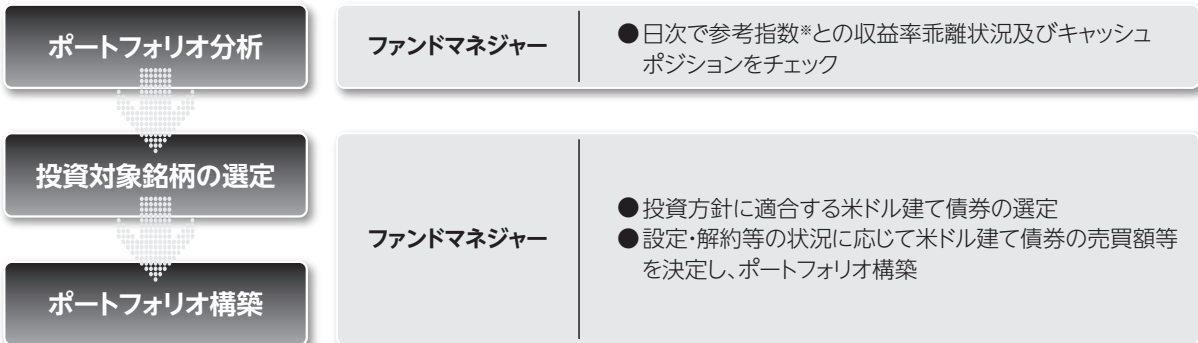 ポートフォリオ分析
ファンドマネジャー
●日次で参考指数※との収益率乖離状況及びキャッシュ
ポジションをチェック
投資対象銘柄の選定
ポートフォリオ構築
ファンドマネジャー
●投資方針に適合する米ドル建て債券の選定
●設定・解約等の状況に応じて米ドル建て債券の売買額等
を決定し、ポートフォリオ構築